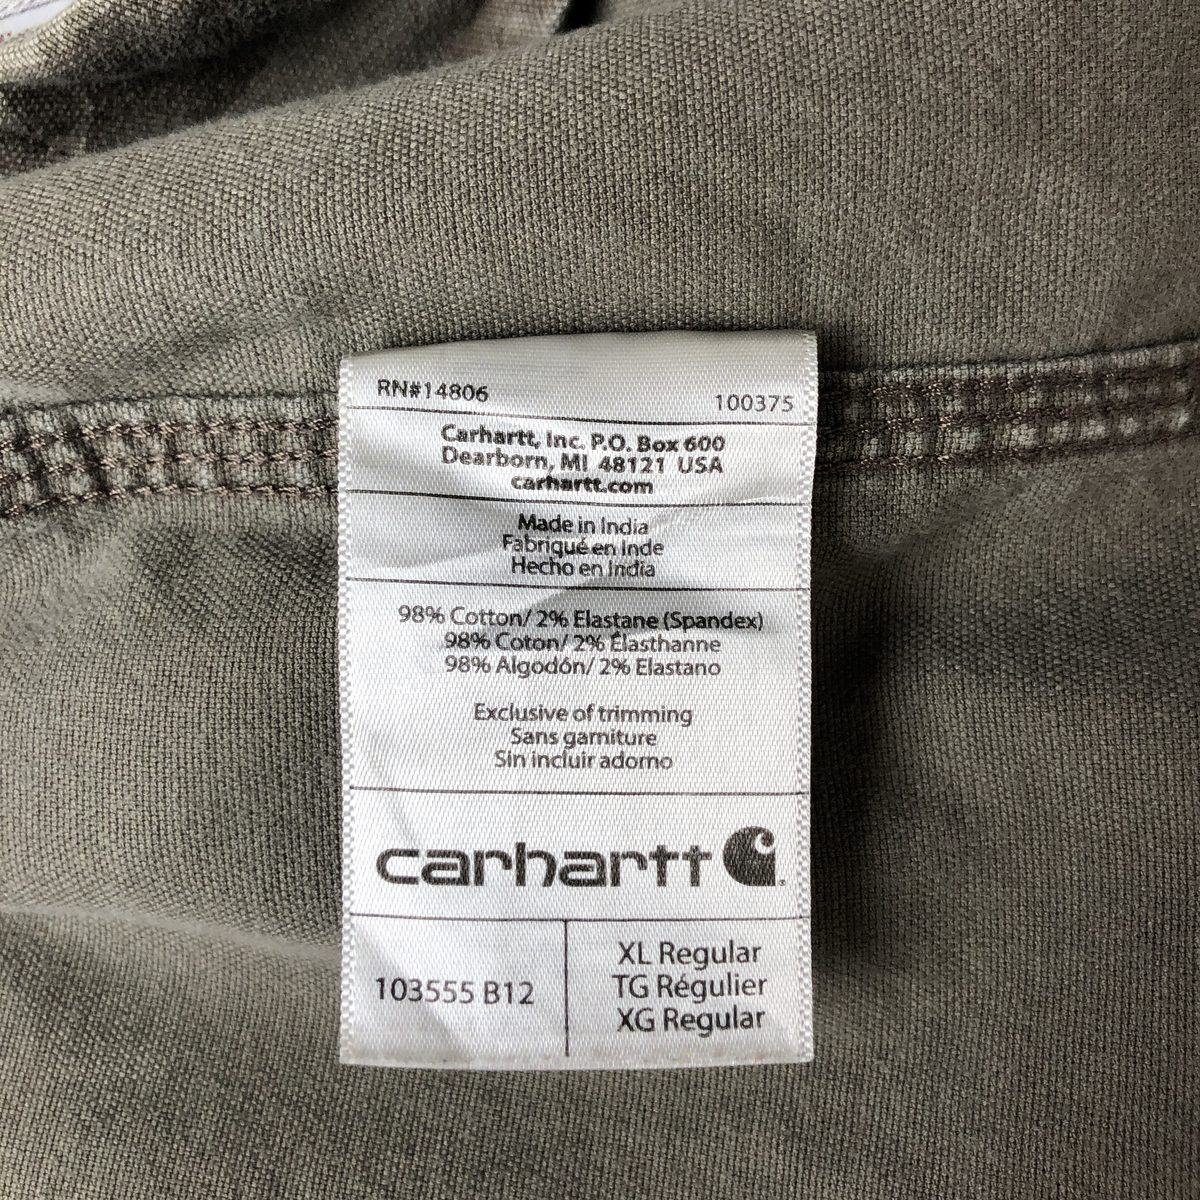 RN#14806
100375
Carhartt, Inc. P.O. Box 600
Dearborn, MI 48121 USA
carhartt.com
Made in India
Fabriqué en Inde
Hecho en India
98% Cotton/ 2% Elastane (Spandex)
98% Coton/ 2% Élasthanne
98% Algodón/ 2% Elastano
Exclusive of trimming
Sans garniture
Sin incluir adorno
carhartt
103555 B12
XL Regular
TG Régulier
XG Regular